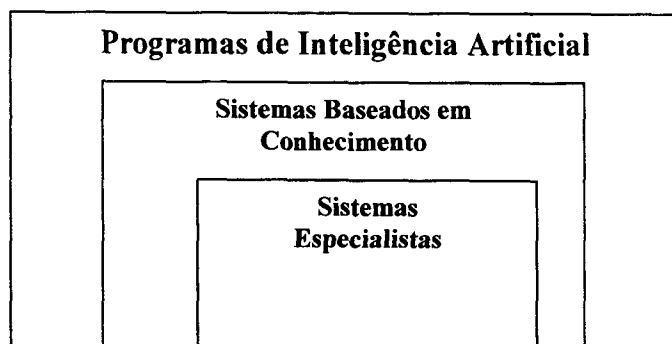 Programas de Inteligência Artificial
Sistemas Baseados em
Conhecimento
Sistemas
Especialistas